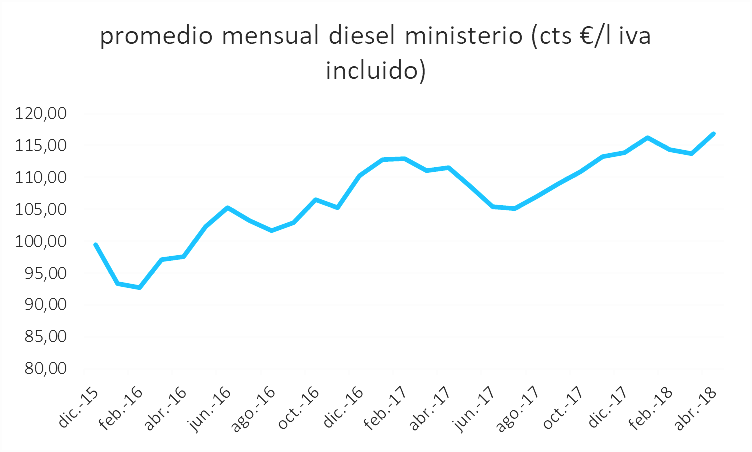 promedio mensual diesel ministerio (cts €/l iva
incluido)
120,00
115,00
110,00
105,00
100,00
95,00
90,00
85,00
80,00
dic.-15
feb.-16
abr.-16
jun.-16
ago.-16
oct.-16
dic.-16
feb.-17
abr.-17
jun.-17
ago.-17
oct.-17
dic.-17
feb.-18
abr.-18